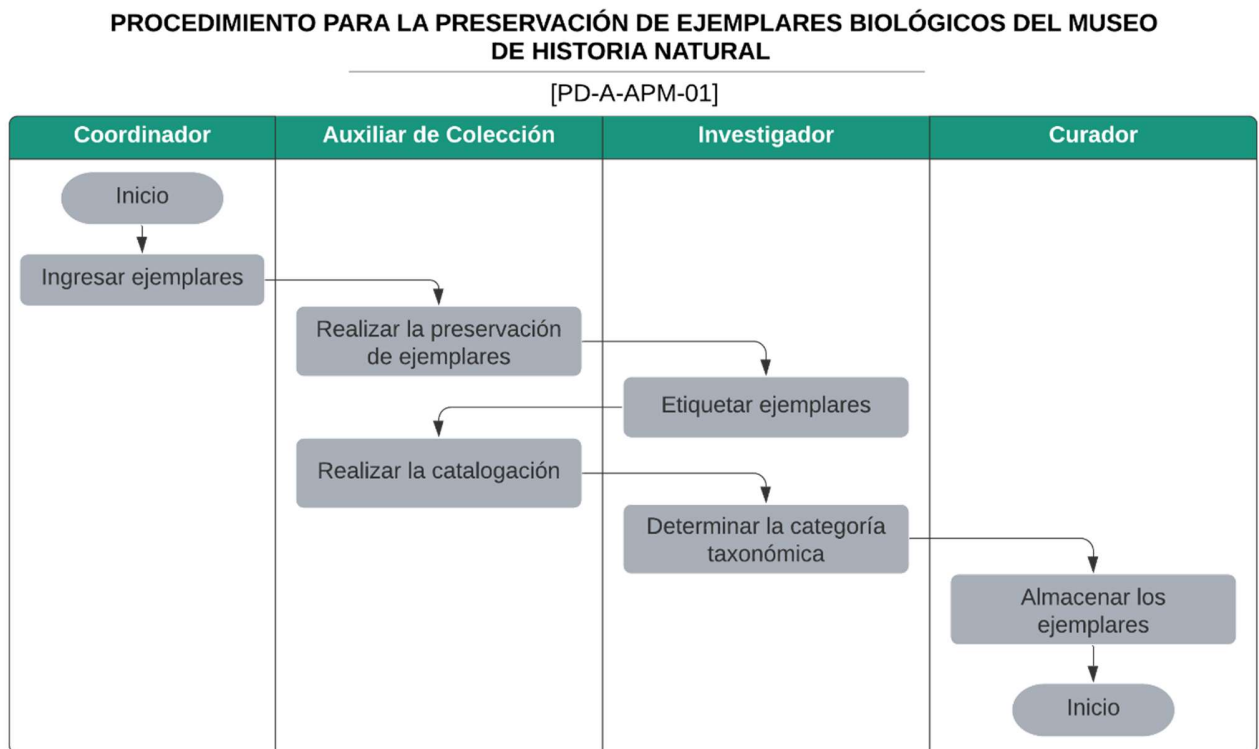 PROCEDIMIENTO PARA LA PRESERVACIÓN DE EJEMPLARES BIOLÓGICOS DEL MUSEO
DE HISTORIA NATURAL
[PD-A-APM-01]
Coordinador
Auxiliar de Colección
Investigador
Curador
Inicio
Ingresar ejemplares
Realizar la preservación
de ejemplares
Etiquetar ejemplares
Realizar la catalogación
Determinar la categoría
taxonómica
Almacenar los
ejemplares
Inicio